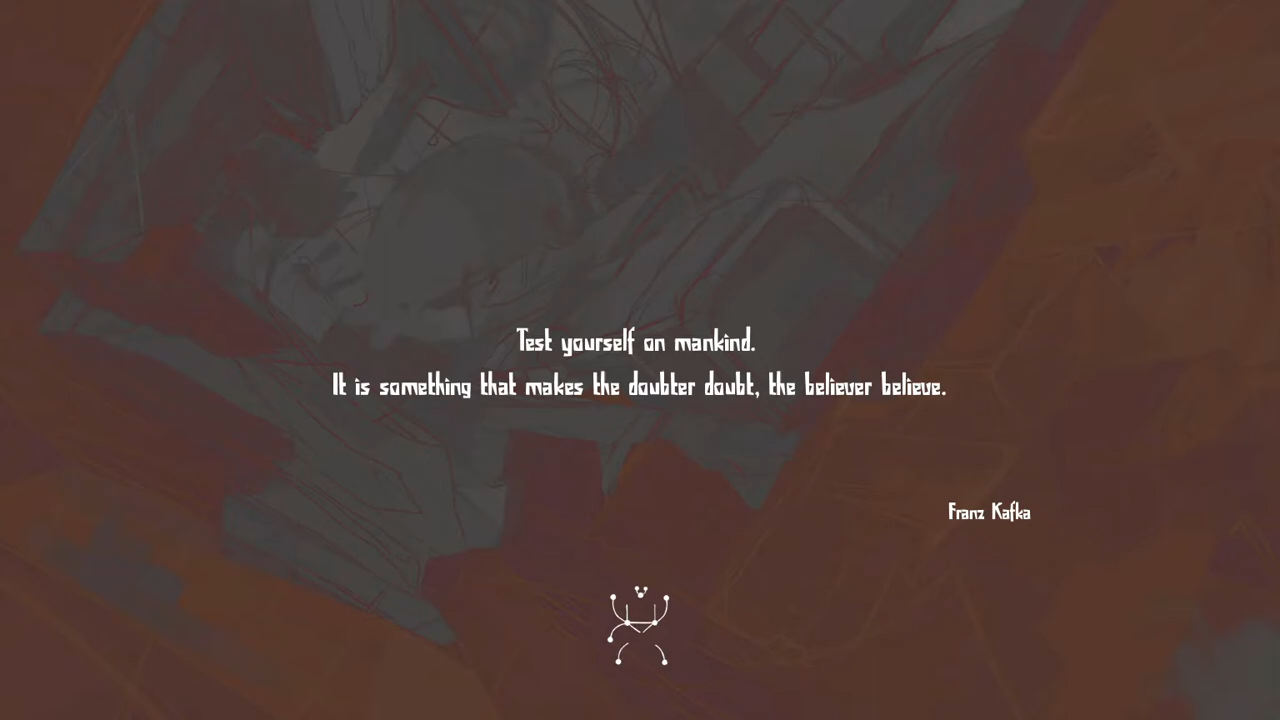 Test yourself on mankind.
It is something that makes the doubter doubt, the believer believe.
Franz Kafka